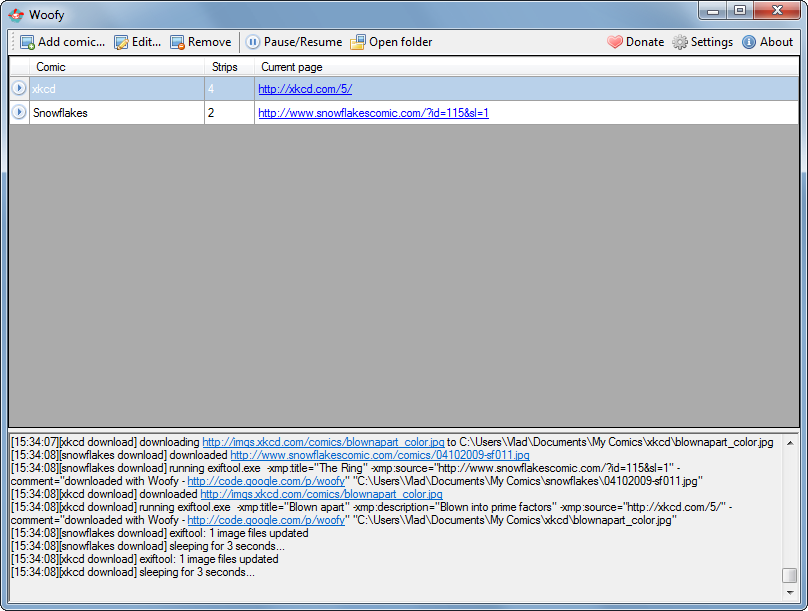 Woofy
Add comic... Edit... Remove Pause/Resume Open folder Donate Settings About
Comic Strips Current page
xkcd 4 http://xkcd.com/5/
Snowflakes 2 http://www.snowflakescomic.com/?id=115&sl=1
[15:34:07][xkcd download] downloading http://imgs.xkcd.com/comics/blownapart_color.jpg to C:\Users\Vlad\Documents\My Comics\xkcd\blownapart_color.jpg
[15:34:08][snowflakes download] downloaded http://www.snowflakescomic.com/comics/04102009-sf011.jpg
[15:34:08][snowflakes download] running exiftool.exe -xmp:title="The Ring" -xmp:source="http://www.snowflakescomic.com/?id=115&sl=1" -
comment="downloaded with Woofy - http://code.google.com/p/woofy" "C:\Users\Vlad\Documents\My Comics\snowflakes\04102009-sf011.jpg"
[15:34:08][xkcd download] downloaded http://imgs.xkcd.com/comics/blownapart_color.jpg
[15:34:08][xkcd download] running exiftool.exe -xmp:title="Blown apart" -xmp:description="Blown into prime factors" -xmp:source="http://xkcd.com/5/" -
comment="downloaded with Woofy - http://code.google.com/p/woofy" "C:\Users\Vlad\Documents\My Comics\xkcd\blownapart_color.jpg"
[15:34:08][snowflakes download] exiftool: 1 image files updated
[15:34:08][snowflakes download] sleeping for 3 seconds...
[15:34:08][xkcd download] exiftool: 1 image files updated
[15:34:08][xkcd download] sleeping for 3 seconds...